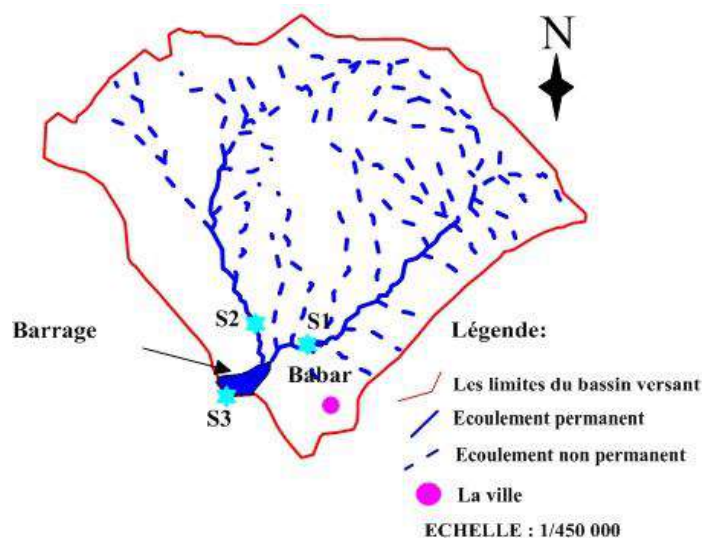 N
S2
S1
Barrage
Légende:
Babar
Les limites du bassin versant
S3
Ecoulement permanent
Ecoulement non permanent
La ville
ECHELLE : 1/450 000